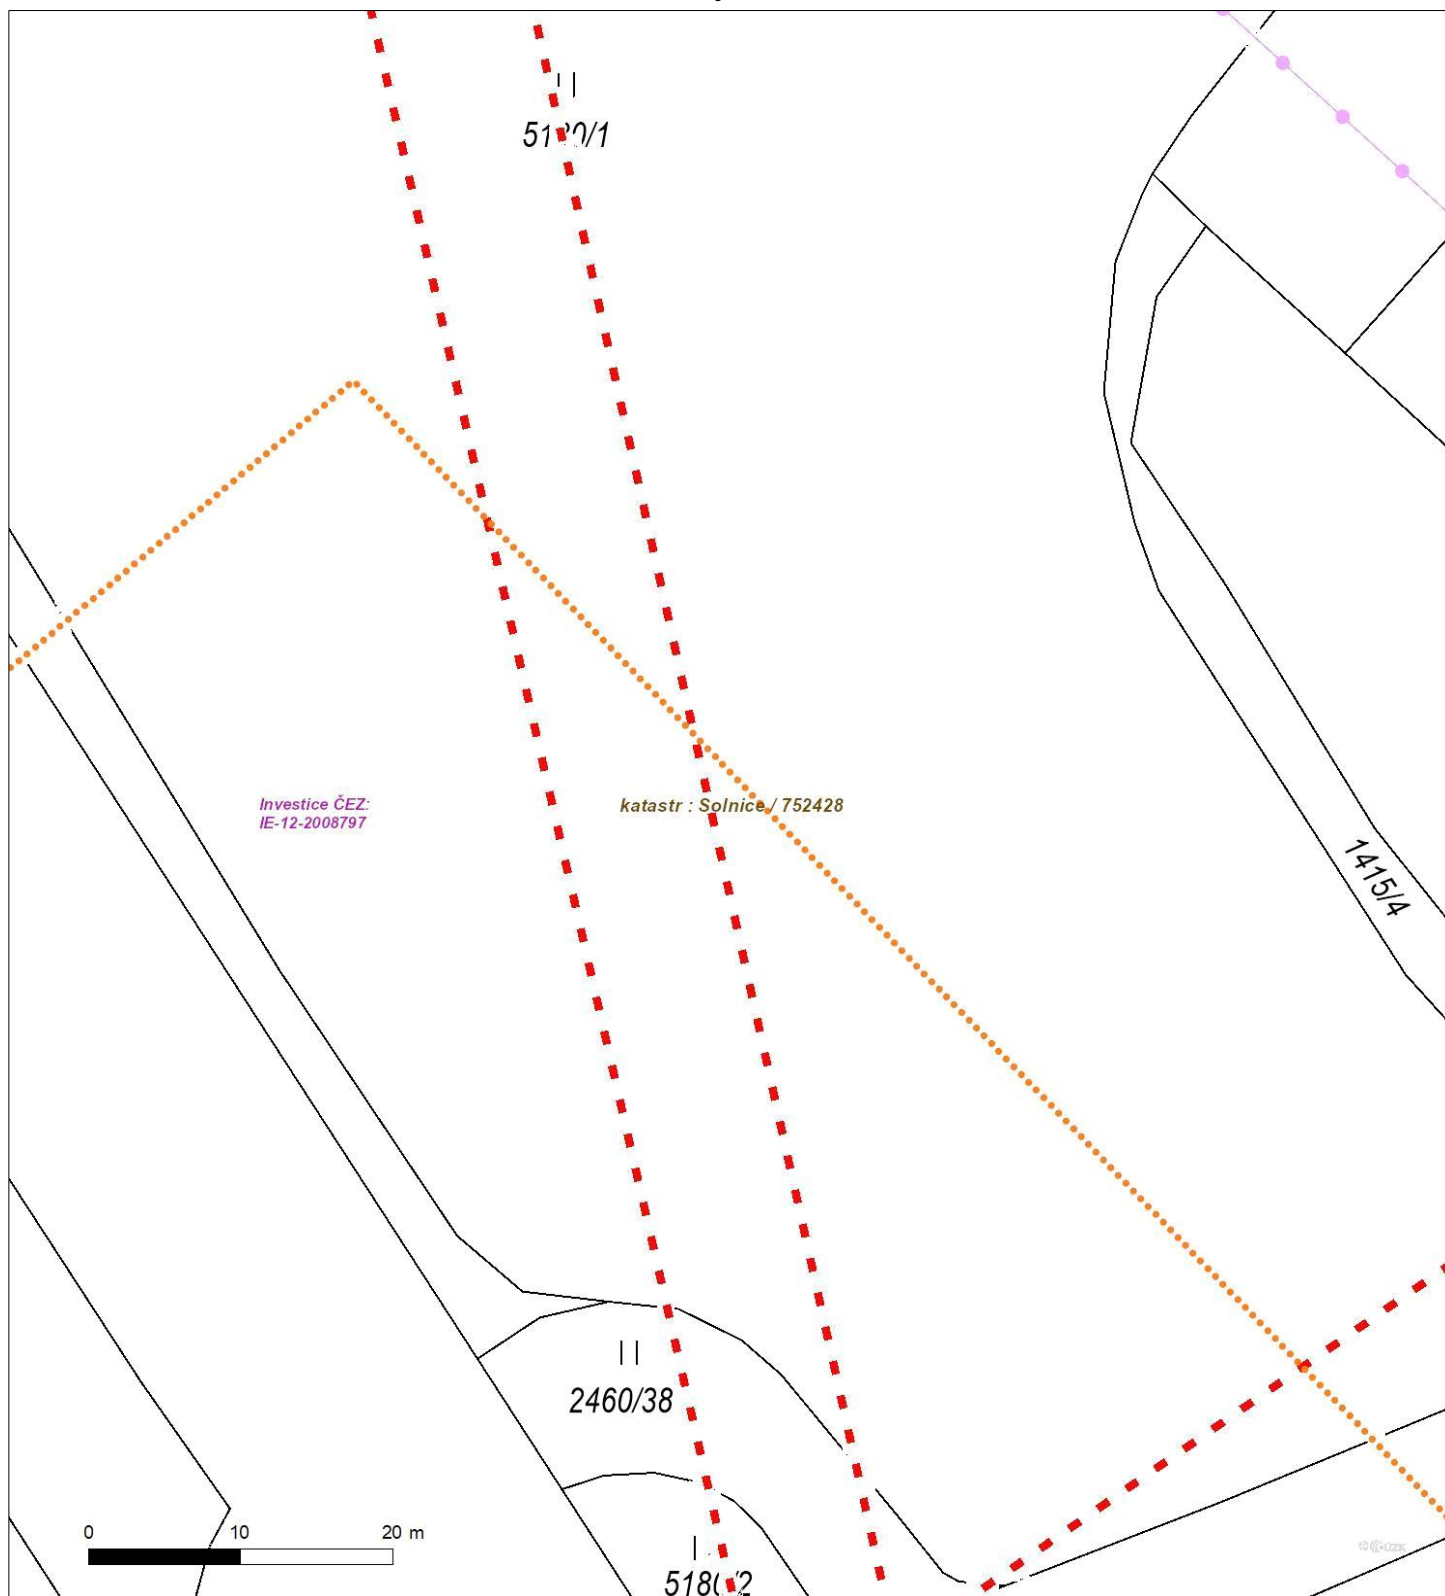 Investice ČEZ:
IE-12-2008797
katastr : Solnice / 752428
1415/4
2460/38
0 10 20 m